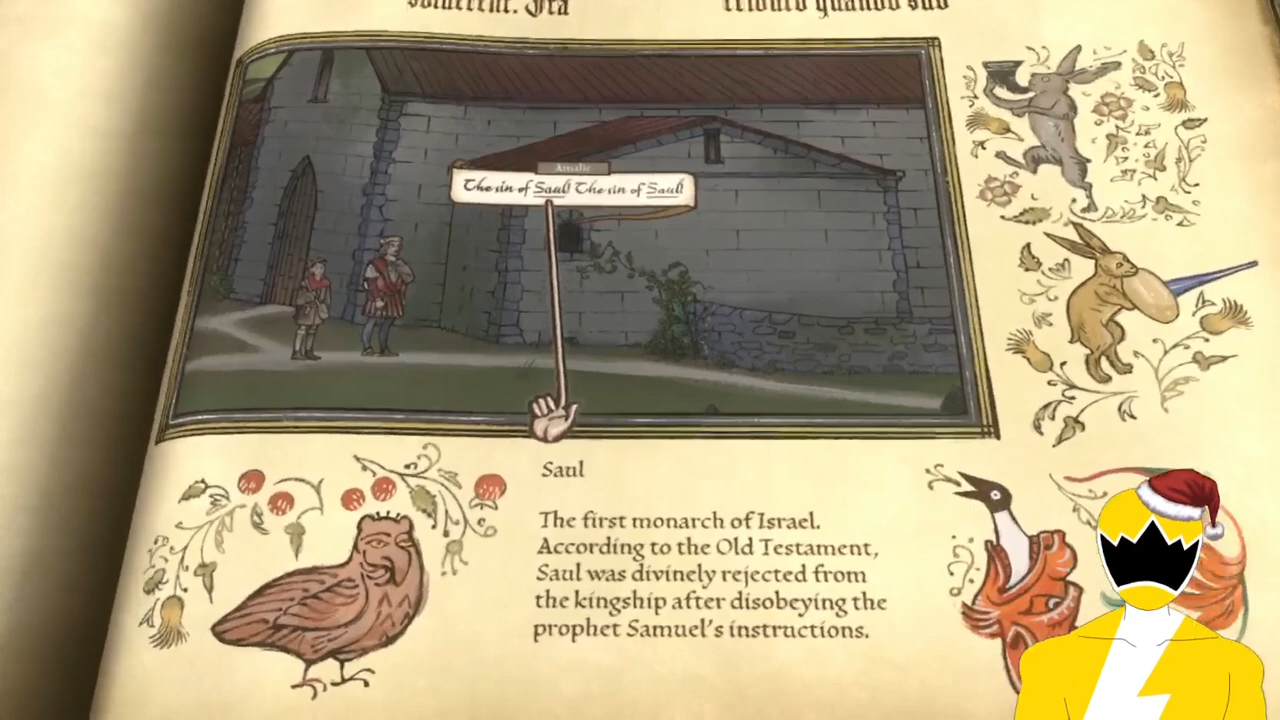 Amalie
The sin of Saul! The sin of Saul!
Saul
The first monarch of Israel.
According to the Old Testament,
Saul was divinely rejected from
the kingship after disobeying the
prophet Samuel's instructions.